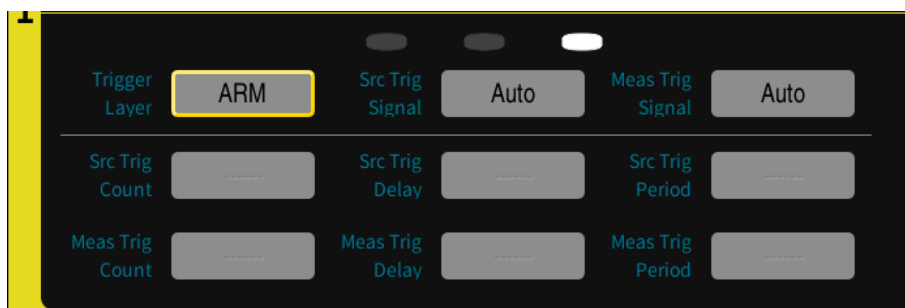 1
Trigger Layer ARM Src Trig Signal Auto Meas Trig Signal Auto
Src Trig Count ------ Src Trig Delay ------ Src Trig Period ------
Meas Trig Count ------ Meas Trig Delay ------ Meas Trig Period ------